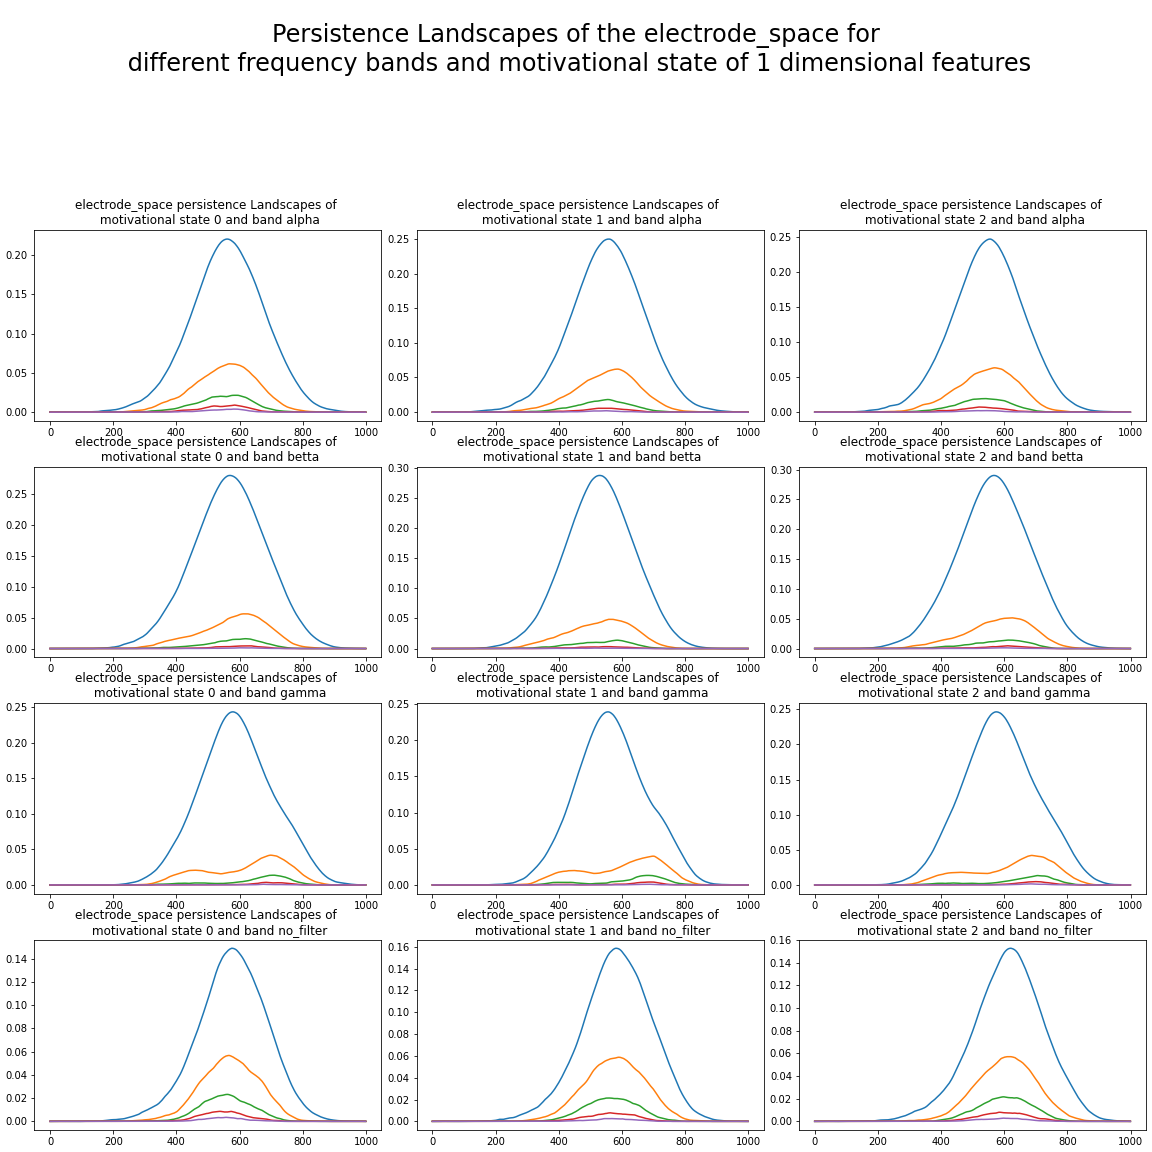 Persistence Landscapes of the electrode_space for
different frequency bands and motivational state of 1 dimensional features
electrode_space persistence Landscapes of
motivational state 0 and band alpha
electrode_space persistence Landscapes of
motivational state 1 and band alpha
electrode_space persistence Landscapes of
motivational state 2 and band alpha
0.20
0.15
0.10
0.05
0.00
0 200 400 600 800 1000
0.25
0.20
0.15
0.10
0.05
0.00
0 200 400 600 800 1000
0.25
0.20
0.15
0.10
0.05
0.00
0 200 400 600 800 1000
electrode_space persistence Landscapes of
motivational state 0 and band betta
electrode_space persistence Landscapes of
motivational state 1 and band betta
electrode_space persistence Landscapes of
motivational state 2 and band betta
0.25
0.20
0.15
0.10
0.05
0.00
0 200 400 600 800 1000
0.30
0.25
0.20
0.15
0.10
0.05
0.00
0 200 400 600 800 1000
0.30
0.25
0.20
0.15
0.10
0.05
0.00
0 200 400 600 800 1000
electrode_space persistence Landscapes of
motivational state 0 and band gamma
electrode_space persistence Landscapes of
motivational state 1 and band gamma
electrode_space persistence Landscapes of
motivational state 2 and band gamma
0.25
0.20
0.15
0.10
0.05
0.00
0 200 400 600 800 1000
0.25
0.20
0.15
0.10
0.05
0.00
0 200 400 600 800 1000
0.25
0.20
0.15
0.10
0.05
0.00
0 200 400 600 800 1000
electrode_space persistence Landscapes of
motivational state 0 and band no_filter
electrode_space persistence Landscapes of
motivational state 1 and band no_filter
electrode_space persistence Landscapes of
motivational state 2 and band no_filter
0.14
0.12
0.10
0.08
0.06
0.04
0.02
0.00
0 200 400 600 800 1000
0.16
0.14
0.12
0.10
0.08
0.06
0.04
0.02
0.00
0 200 400 600 800 1000
0.16
0.14
0.12
0.10
0.08
0.06
0.04
0.02
0.00
0 200 400 600 800 1000